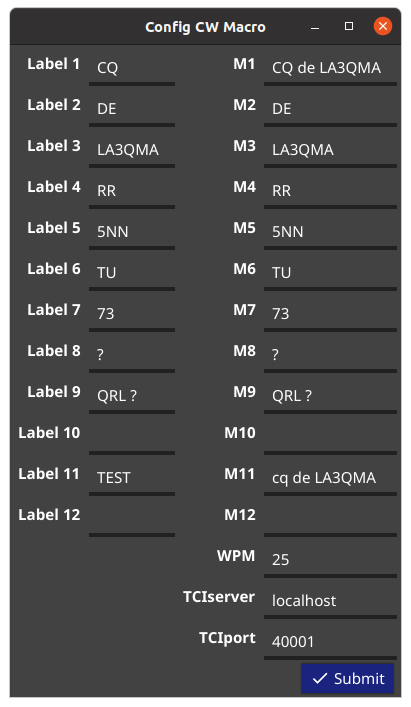 Config CW Macro
Label 1 CQ M1 CQ de LA3QMA
Label 2 DE M2 DE
Label 3 LA3QMA M3 LA3QMA
Label 4 RR M4 RR
Label 5 5NN M5 5NN
Label 6 TU M6 TU
Label 7 73 M7 73
Label 8 ? M8 ?
Label 9 QRL ? M9 QRL ?
Label 10 M10
Label 11 TEST M11 cq de LA3QMA
Label 12 M12
WPM 25
TCIserver localhost
TCIport 40001
Submit